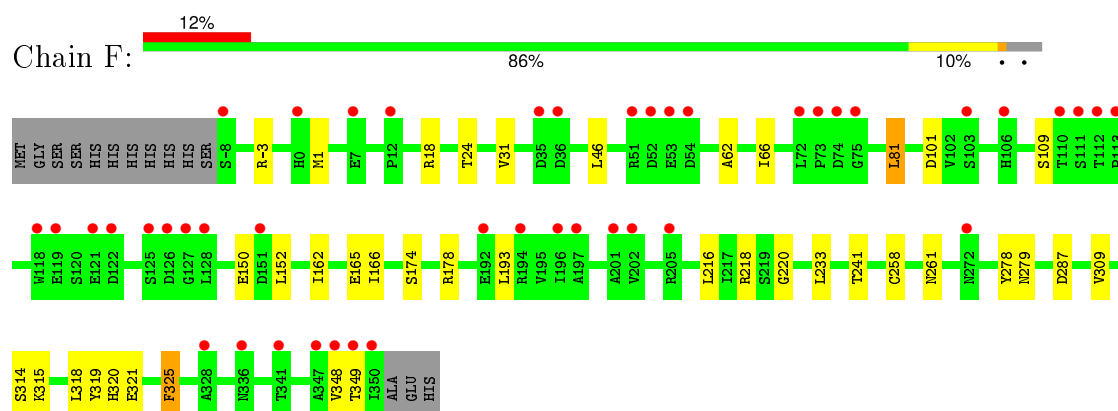 12%
Chain F:
86% 10% • •
MET GLY SER SER HIS HIS HIS HIS HIS HIS SER S-8 R-3 H0 M1 E7 P12 R18 T24 V31 D35 D36 L46 R51 D52 E53 D54 A62 I66 L72 P73 D74 G75 L81 D101 V102 S103 H106 S109 T110 S111 T112
W118 E119 S120 E121 D122 S125 D126 G127 L128 E150 D151 L152 I162 E165 I166 S174 R178 E192 L193 R194 V195 I196 A197 A201 V202 R205 L216 I217 R218 S219 G220 L233 T241 C258 N261 N272 Y278 N279 D287 V309
S314 K315 L318 Y319 H320 E321 F325 A328 N336 T341 A347 V348 T349 I350 ALA GLU HIS